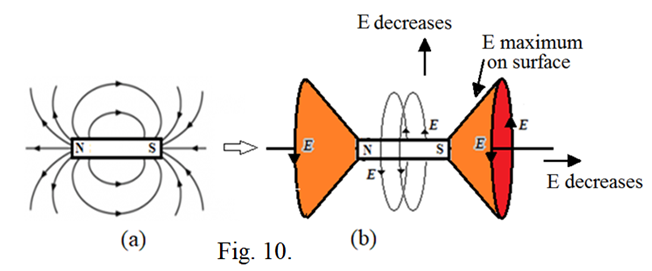 E decreases
E maximum
on surface
N S
E E
E
E E
N S
E
E decreases
(a)
(b)
Fig. 10.